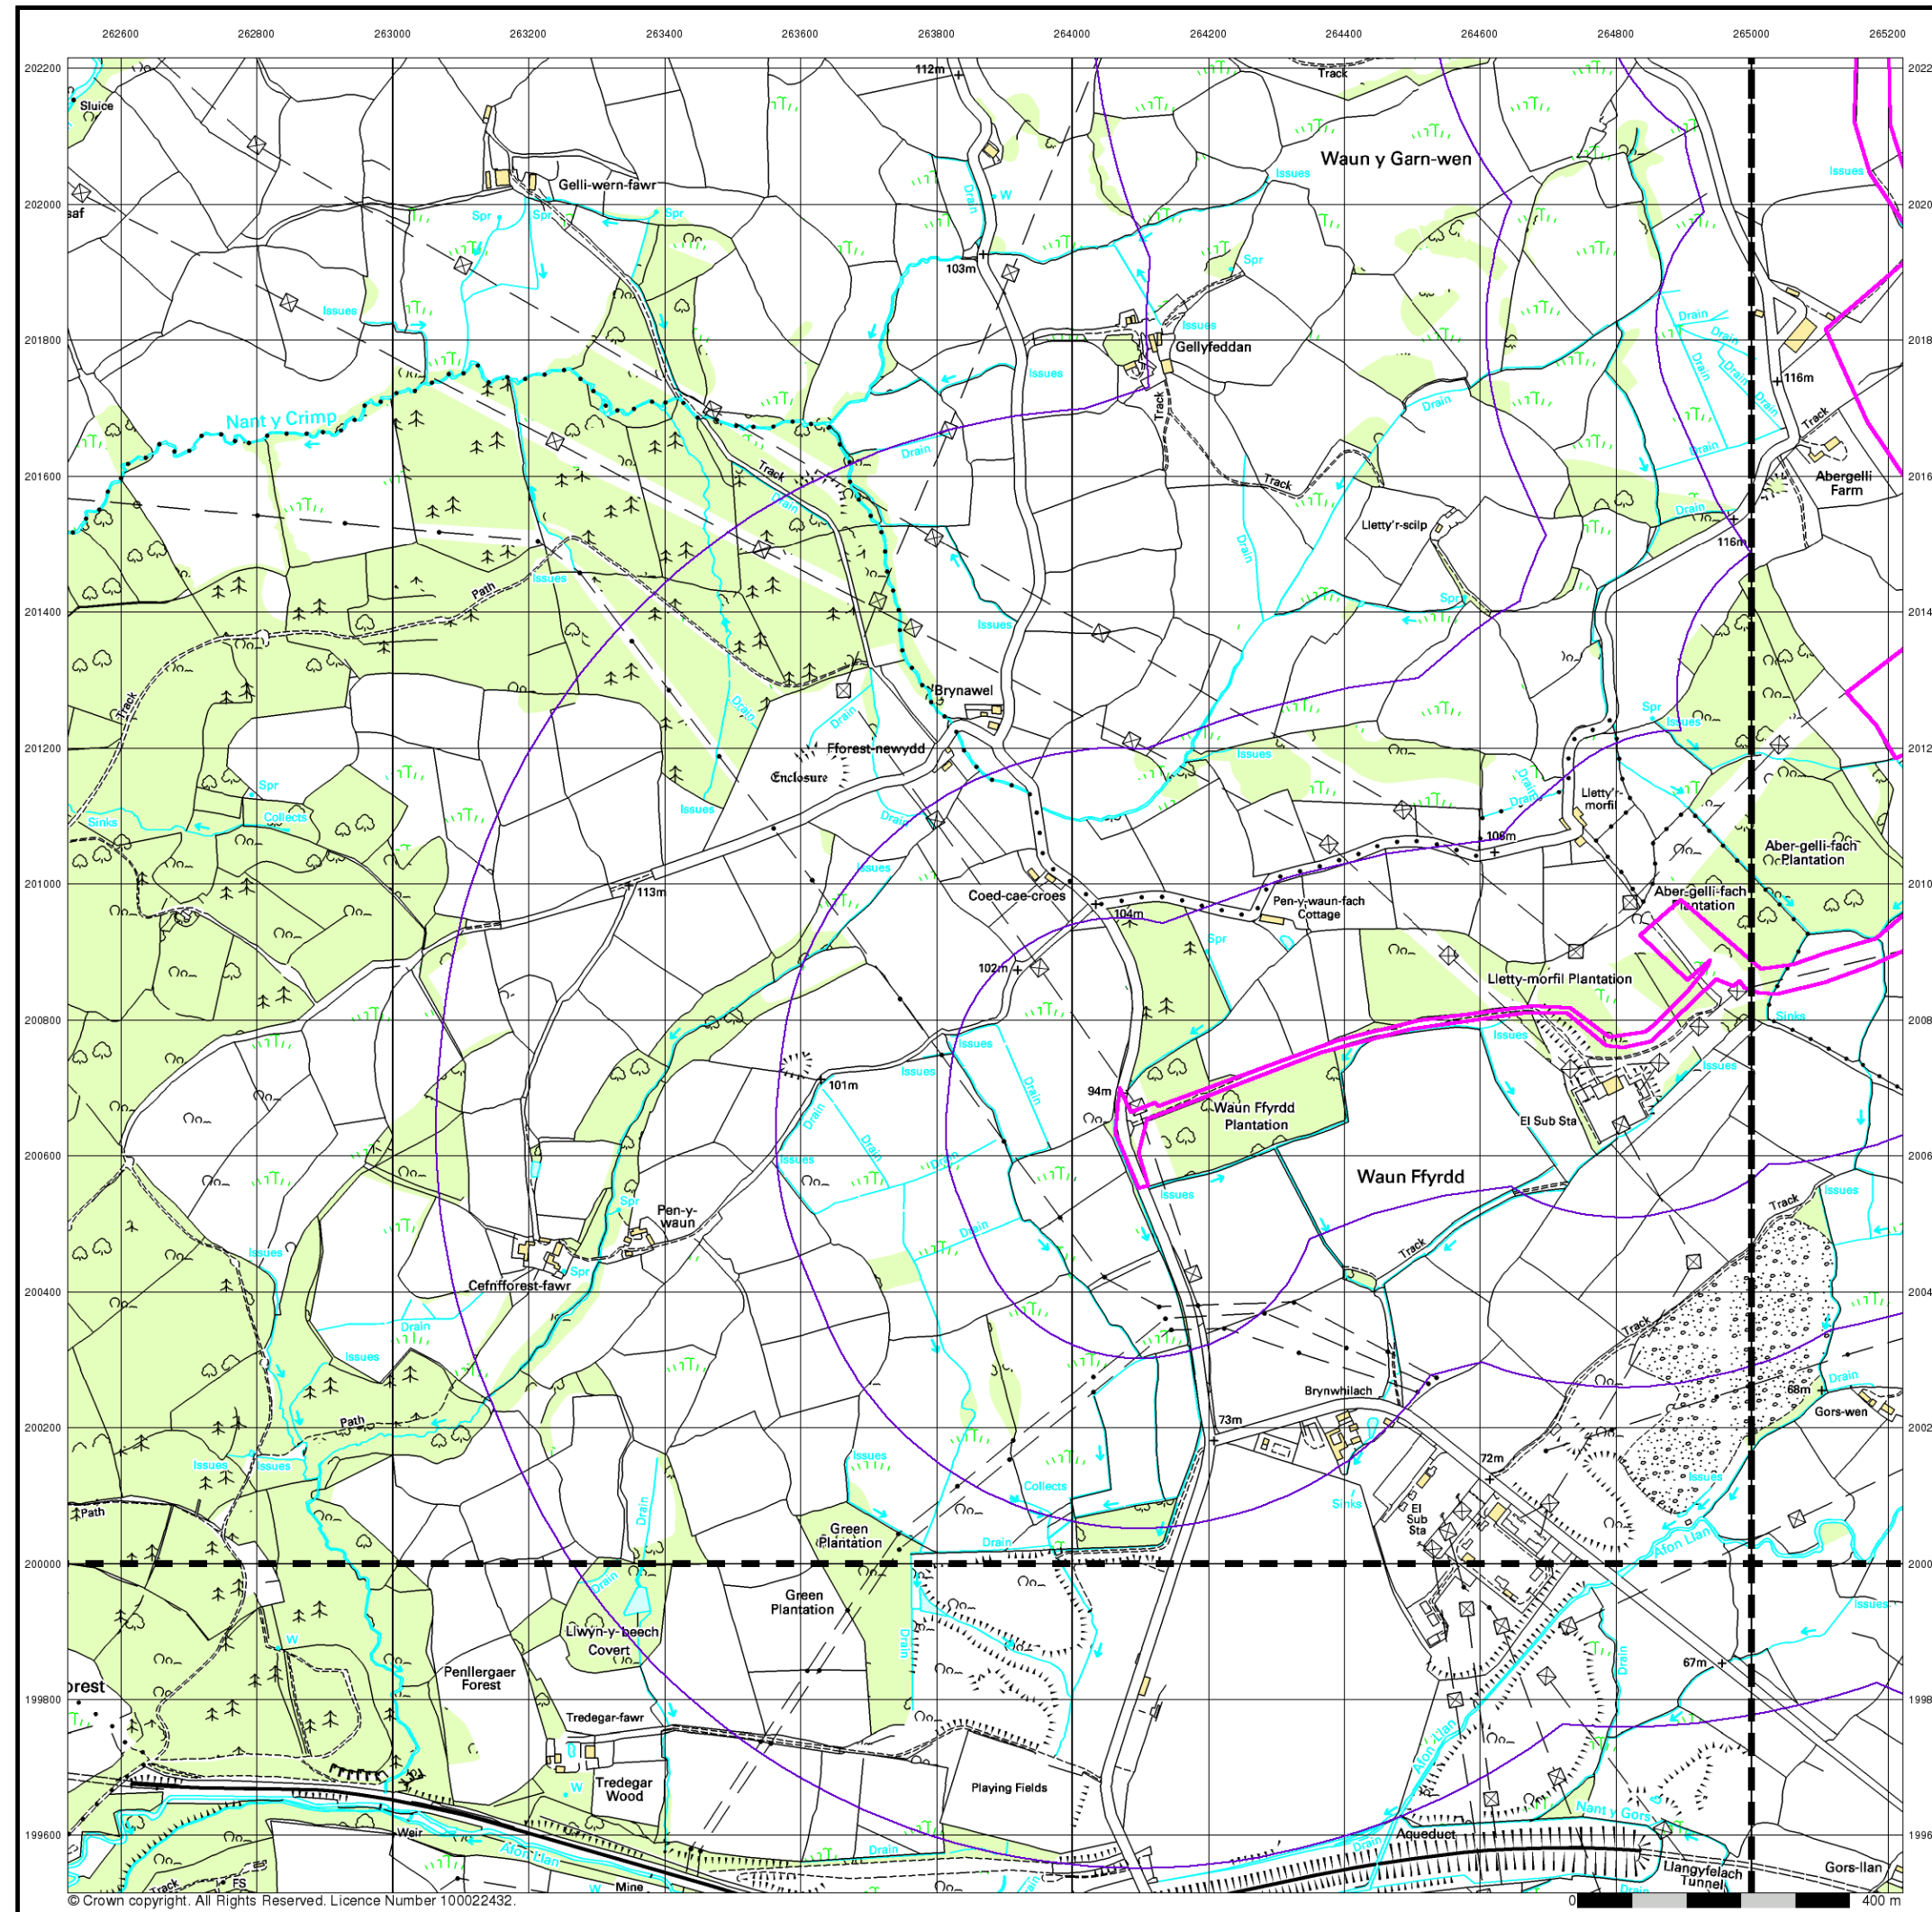 262600 262800 263000 263200 263400 263600 263800 264000 264200 264400 264600 264800 265000 265200
202200
112m
Track
Sluice
Waun y Garn-wen
Gelli-wern-fawr
Drain
W
Issues
Issues
202000
Spr
Spr
Spr
103m
Spr
Issues
Issues
Gellyfeddan
Drain
Drain
Drain
Drain
Drain
201800
116m
Issues
Track
Drain
Track
Nant y Crimp
Drain
Drain
Track
Track
Abergelli
Farm
201600
Drain
Lletty'r-scilp
Drain
116m
Drain
Issues
Path
Spr
201400
Issues
Track
Brynawel
Drain
Drain
Spr
Issues
201200
Fforest-newydd
Issues
Enclosure
Spr
Collects
Sinks
Issues
Drain
Drain
Drain
Lletty'r-
morfil
106m
Aber-gelli-fach
Plantation
Issues
201000
113m
Coed-cae-croes
104m
Pen-y-waun-fach
Cottage
Aber-gelli-fach
Plantation
Spr
102m
Lletty-morfil Plantation
200800
Issues
Issues
Issues
Sinks
Issues
101m
94m
Drain
Drain
Drain
Waun Ffyrdd
Plantation
El Sub Sta
200600
Issues
Drain
Waun Ffyrdd
Issues
Issues
Spr
Pen-y-
waun
Drain
Track
Track
Issues
Spr
Cefnfforest-fawr
200400
Drain
Track
Issues
Brynwhilach
68m
Drain
Gors-wen
Path
73m
200200
Issues
Issues
Issues
72m
Issues
Collects
Sinks
Path
Drain
El
Sub
Sta
Green
Plantation
Drain
Afon Llan
200000
Drain
Green
Plantation
Issues
Llwyn-y-beech
Covert
W
Drain
Drain
67m
Penllergaer
Forest
orest
199800
Tredegar-fawr
Afon Llan
Tredegar
Wood
W
Playing Fields
Nant y Gors
199600
Weir
Afon Llan
Drain
Drain
Aqueduct
Llangyfelach
Tunnel
Gors-llan
Track
FS
Mine
W
Drain
© Crown copyright. All Rights Reserved. Licence Number 100022432.
0 400 m